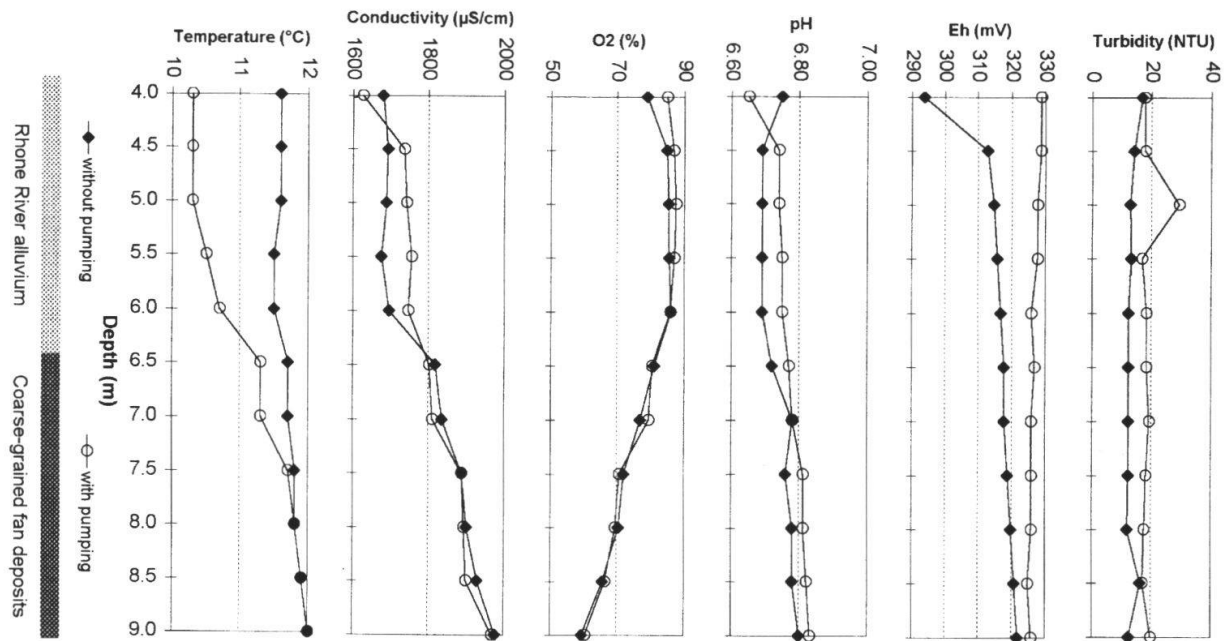 Temperature (°C)
10 11 12
Conductivity (µS/cm)
1600 1800 2000
O2 (%)
50 70 90
pH
6.60 6.80 7.00
Eh (mV)
290 300 310 320 330
Turbidity (NTU)
0 20 40
4.0
4.5
5.0
5.5
6.0
6.5
7.0
7.5
8.0
8.5
9.0
Depth (m)
without pumping
with pumping
Rhone River alluvium
Coarse-grained fan deposits